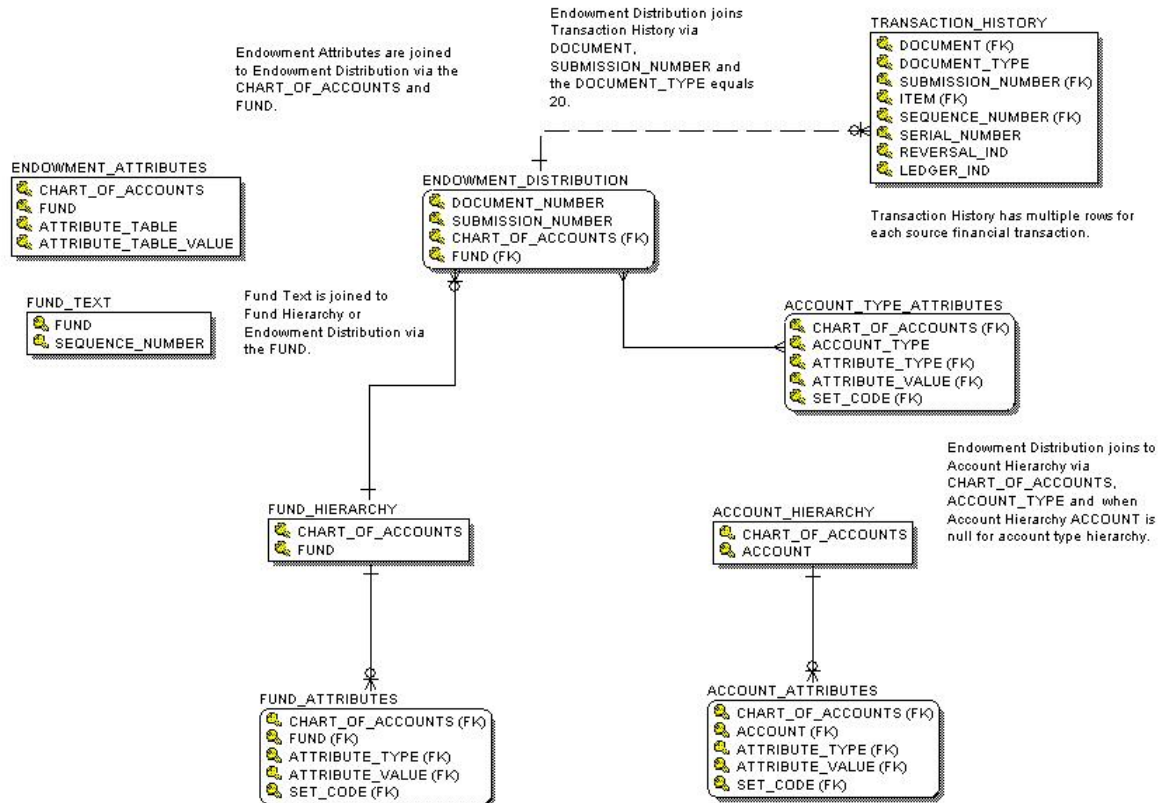 Endowment Attributes are joined
to Endowment Distribution via the
CHART_OF_ACCOUNTS and
FUND.
Endowment Distribution joins
Transaction History via
DOCUMENT,
SUBMISSION_NUMBER and
the DOCUMENT_TYPE equals
20.
TRANSACTION_HISTORY
DOCUMENT (FK)
DOCUMENT_TYPE
SUBMISSION_NUMBER (FK)
ITEM (FK)
SEQUENCE_NUMBER (FK)
SERIAL_NUMBER
REVERSAL_IND
LEDGER_IND
Transaction History has multiple rows for
each source financial transaction.
ENDOWMENT_ATTRIBUTES
CHART_OF_ACCOUNTS
FUND
ATTRIBUTE_TABLE
ATTRIBUTE_TABLE_VALUE
ENDOWMENT_DISTRIBUTION
DOCUMENT_NUMBER
SUBMISSION_NUMBER
CHART_OF_ACCOUNTS (FK)
FUND (FK)
FUND_TEXT
FUND
SEQUENCE_NUMBER
Fund Text is joined to
Fund Hierarchy or
Endowment Distribution via
the FUND.
ACCOUNT_TYPE_ATTRIBUTES
CHART_OF_ACCOUNTS (FK)
ACCOUNT_TYPE
ATTRIBUTE_TYPE (FK)
ATTRIBUTE_VALUE (FK)
SET_CODE (FK)
Endowment Distribution joins to
Account Hierarchy via
CHART_OF_ACCOUNTS,
ACCOUNT_TYPE and when
Account Hierarchy ACCOUNT is
null for account type hierarchy.
FUND_HIERARCHY
CHART_OF_ACCOUNTS
FUND
ACCOUNT_HIERARCHY
CHART_OF_ACCOUNTS
ACCOUNT
FUND_ATTRIBUTES
CHART_OF_ACCOUNTS (FK)
FUND (FK)
ATTRIBUTE_TYPE (FK)
ATTRIBUTE_VALUE (FK)
SET_CODE (FK)
ACCOUNT_ATTRIBUTES
CHART_OF_ACCOUNTS (FK)
ACCOUNT (FK)
ATTRIBUTE_TYPE (FK)
ATTRIBUTE_VALUE (FK)
SET_CODE (FK)